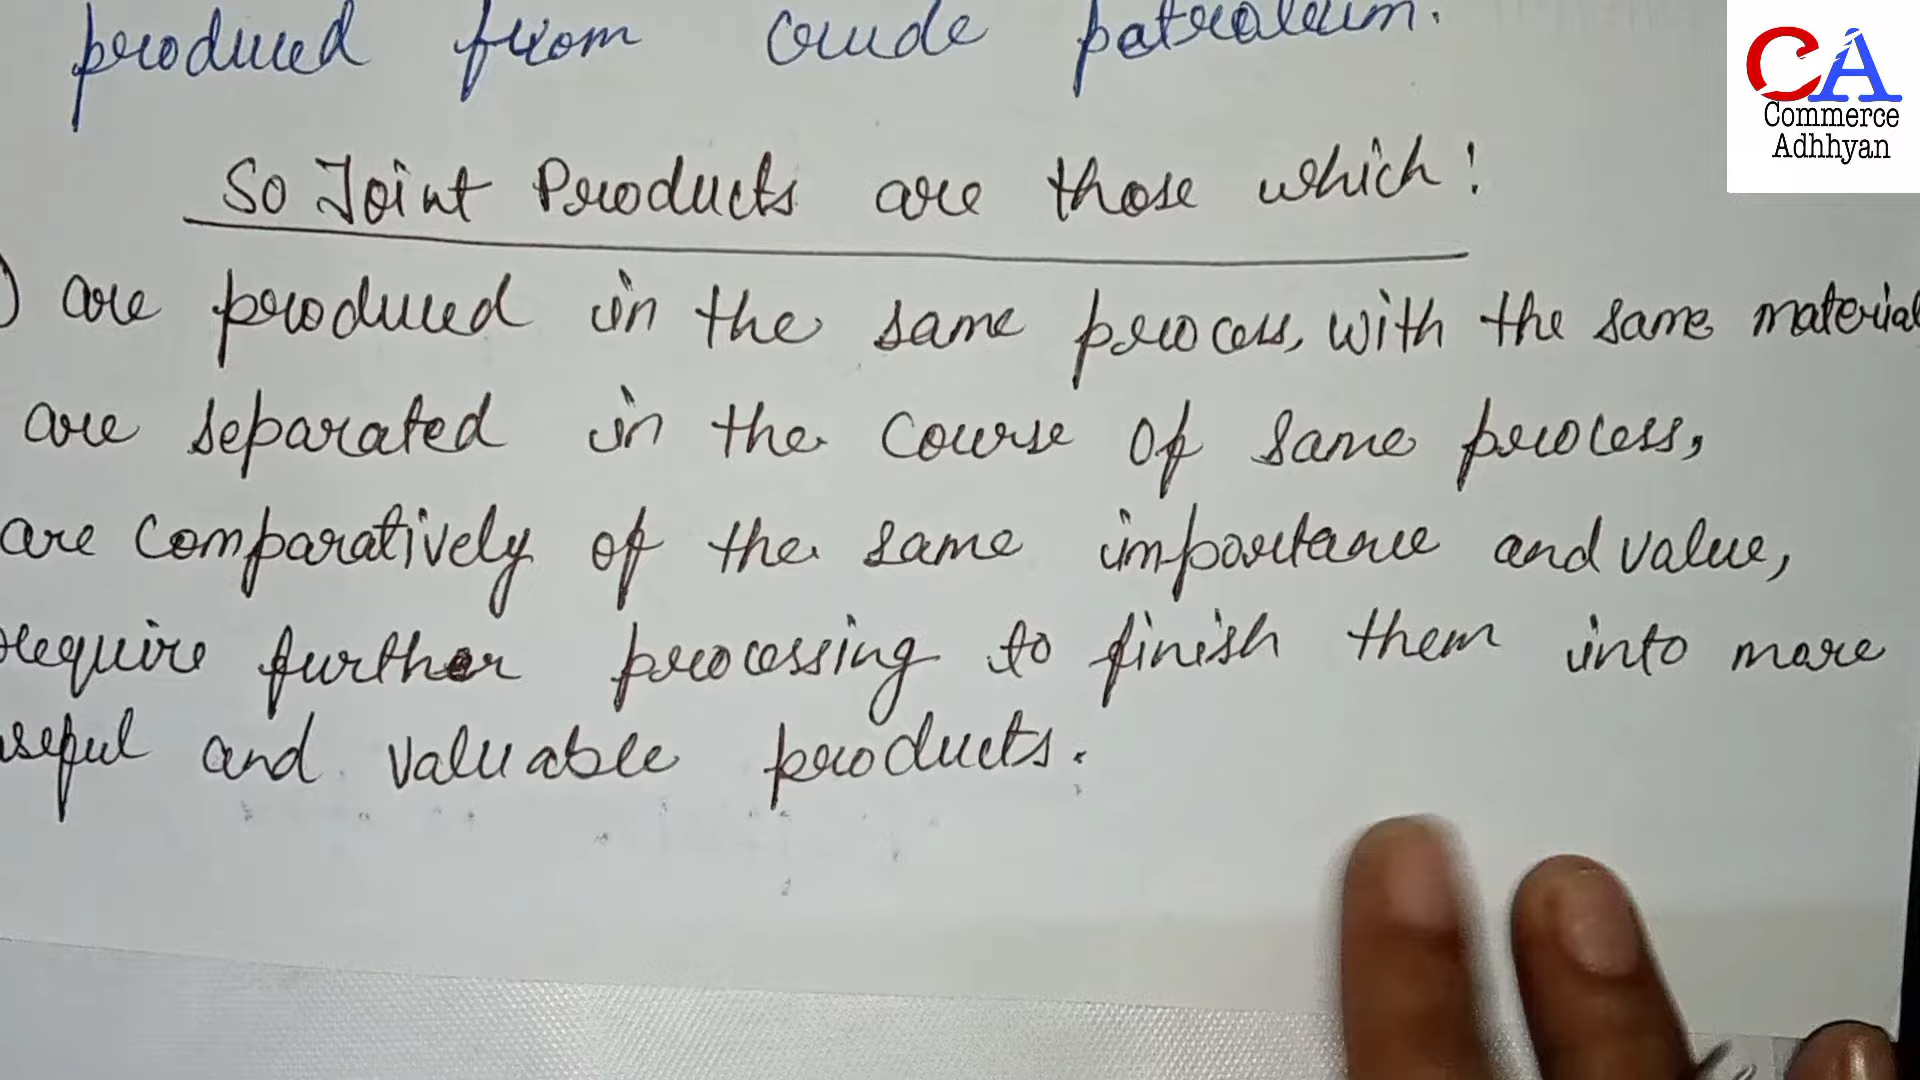 produced from crude patraleum.
So Joint Products are those which:
) are produced in the same process, with the same material
are separated in the course of same process,
are comparatively of the same importance and value,
require further processing to finish them into more
useful and valuable products.
CA
Commerce
Adhhyan